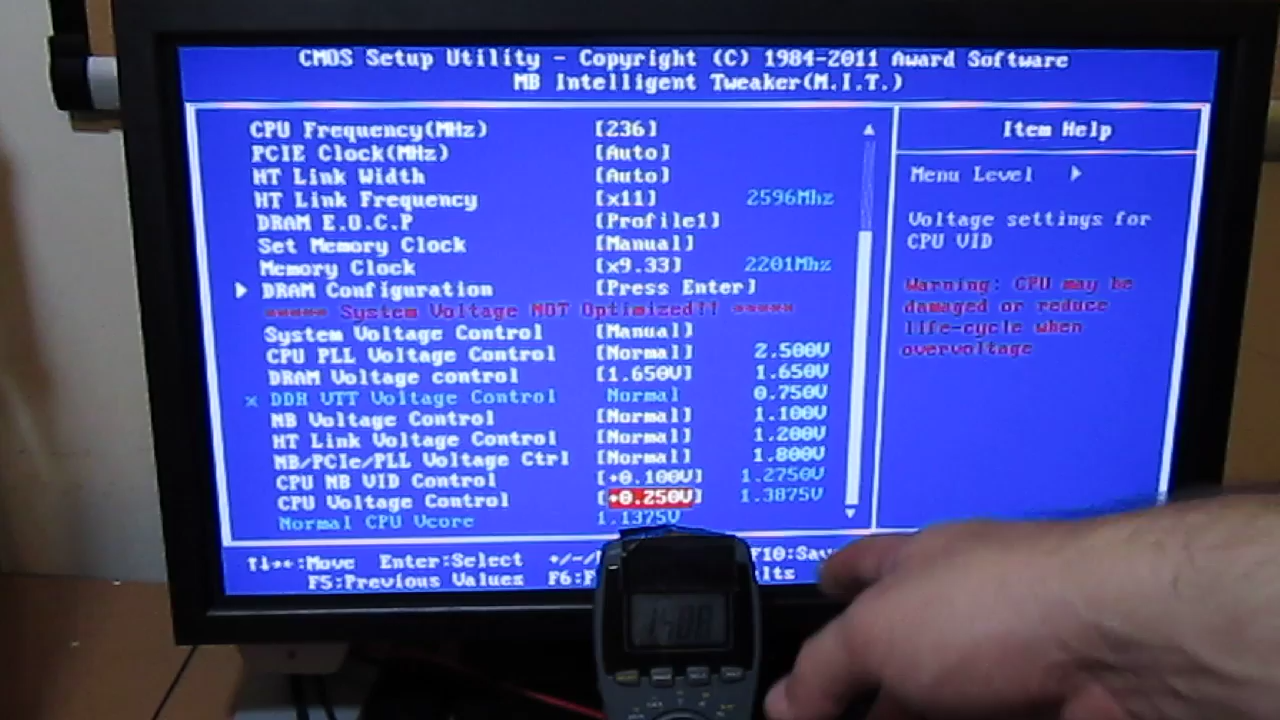 CMOS Setup Utility - Copyright (C) 1984-2011 Award Software
MB Intelligent Tweaker(M.I.T.)
CPU Frequency(MHz) [236]
PCIE Clock(MHz) [Auto]
HT Link Width [Auto]
HT Link Frequency [x11] 2596Mhz
DRAM E.O.C.P [Profile1]
Set Memory Clock [Manual]
Memory Clock [x9.33] 2201Mhz
DRAM Configuration [Press Enter]
***** System Voltage NOT Optimized!! *****
System Voltage Control [Manual]
CPU PLL Voltage Control [Normal] 2.500V
DRAM Voltage control [1.650V] 1.650V
x DDR VTT Voltage Control Normal 0.750V
NB Voltage Control [Normal] 1.100V
HT Link Voltage Control [Normal] 1.200V
NB/PCIe/PLL Voltage Ctrl [Normal] 1.800V
CPU NB VID Control [+0.100V] 1.2750V
CPU Voltage Control [+0.250V] 1.3875V
Normal CPU Vcore 1.1375V
Item Help
Menu Level ▶
Voltage settings for
CPU VID
Warning: CPU may be
damaged or reduce
life-cycle when
overvoltage
↑↓→←:Move Enter:Select +/-/ F10:Sav
F5:Previous Values F6:F lts